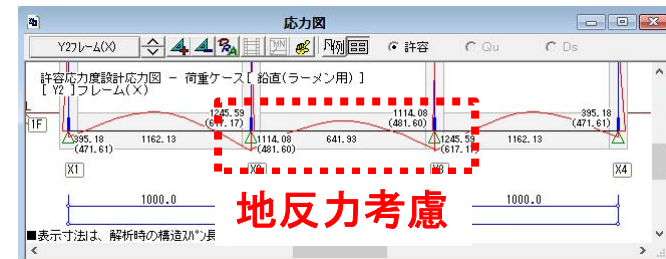 応力図
Y2フレーム(X) 凡例 許容 Qu Ds
許容応力度設計応力図 － 荷重ケース[ 鉛直(ラーメン用) ]
[ Y2 ]フレーム(X)
1245.59 1114.08 395.18
(617.17) (481.60) (471.61)
1F
395.18 1162.13 1114.08 641.93 1245.59 1162.13
(471.61) (481.60) (617.17)
X1 X4
1000.0 1000.0
地反力考慮
■表示寸法は、解析時の構造スパン長